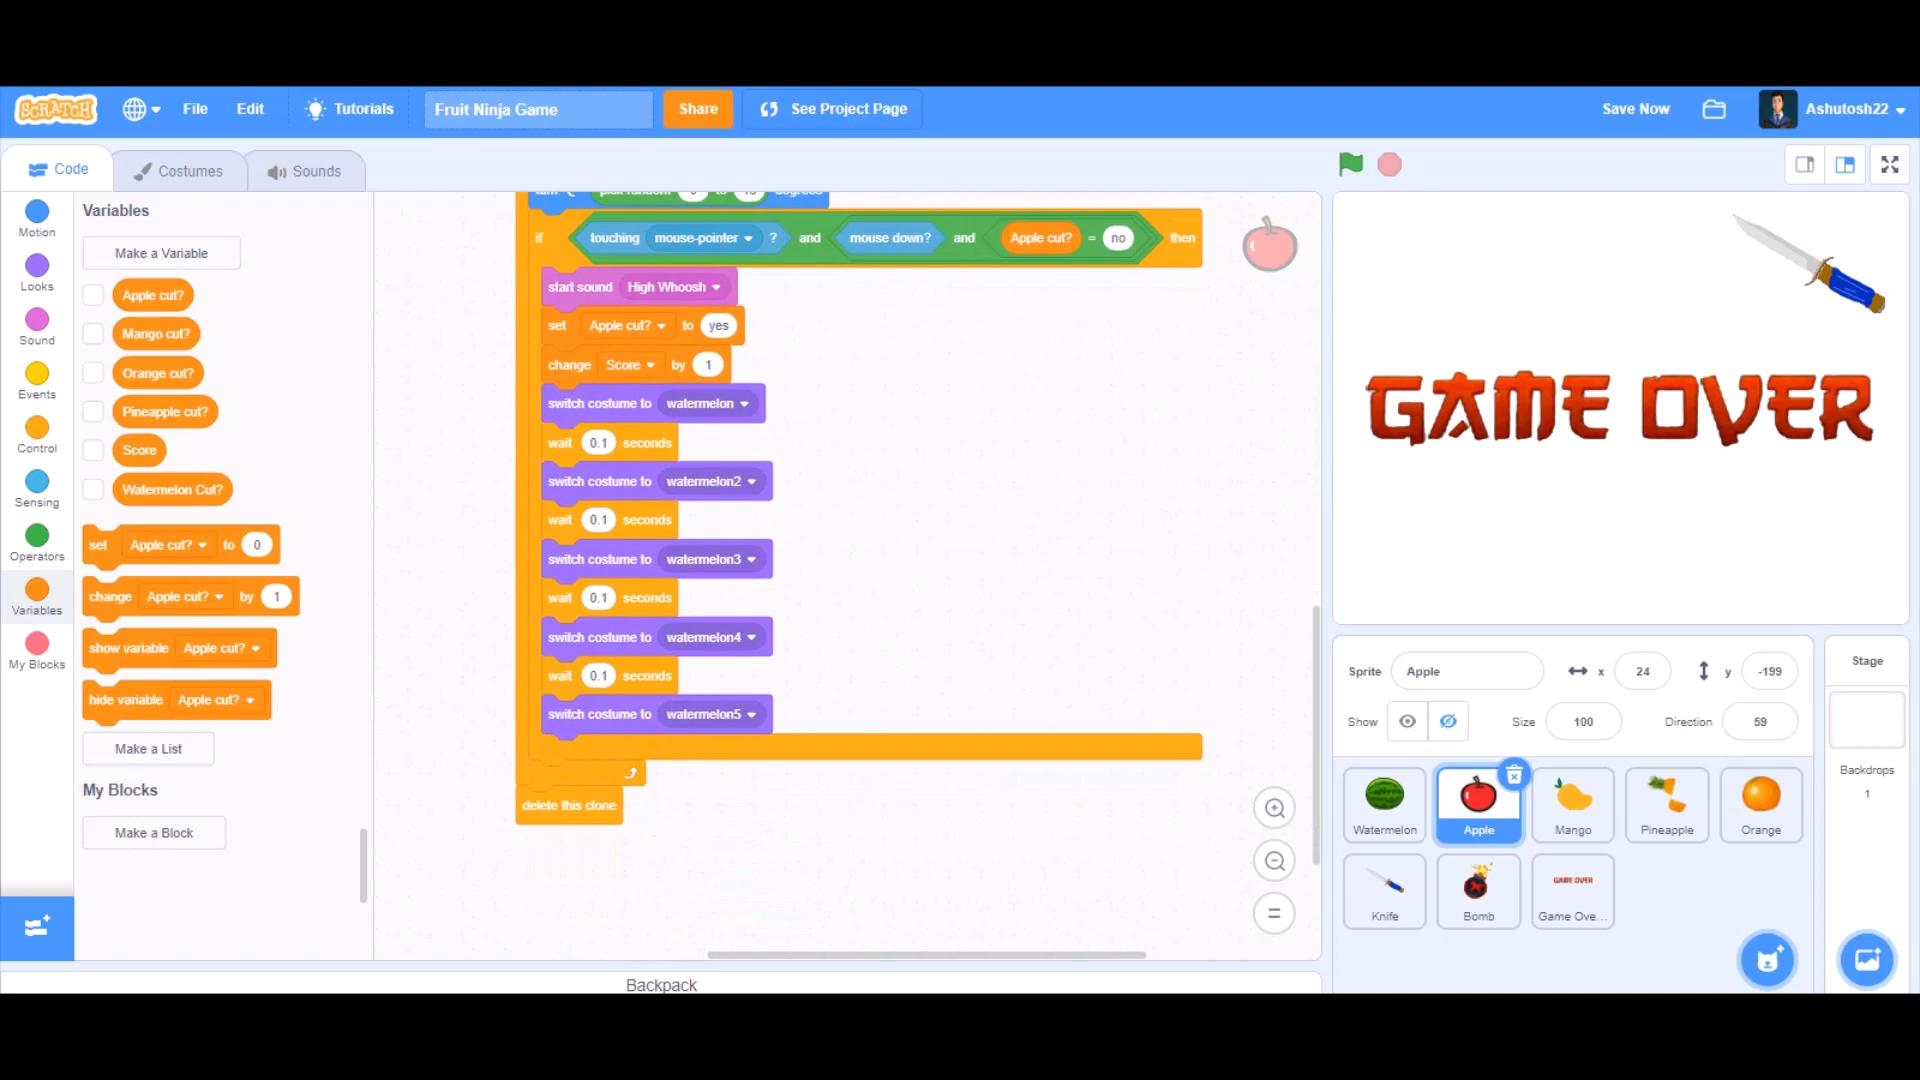 SCRATCH
File
Edit
Tutorials
Fruit Ninja Game
Share
See Project Page
Save Now
Ashutosh22
Code
Costumes
Sounds
Motion
Looks
Sound
Events
Control
Sensing
Operators
Variables
My Blocks
Variables
Make a Variable
Apple cut?
Mango cut?
Orange cut?
Pineapple cut?
Score
Watermelon Cut?
set Apple cut? to 0
change Apple cut? by 1
show variable Apple cut?
hide variable Apple cut?
Make a List
My Blocks
Make a Block
if touching mouse-pointer ? and mouse down? and Apple cut? = no then
start sound High Whoosh
set Apple cut? to yes
change Score by 1
switch costume to watermelon
wait 0.1 seconds
switch costume to watermelon2
wait 0.1 seconds
switch costume to watermelon3
wait 0.1 seconds
switch costume to watermelon4
wait 0.1 seconds
switch costume to watermelon5
delete this clone
Backpack
GAME OVER
Sprite Apple x 24 y -199
Show Size 100 Direction 59
Watermelon
Apple
Mango
Pineapple
Orange
Knife
Bomb
GAME OVER
Game Ove...
Stage
Backdrops
1